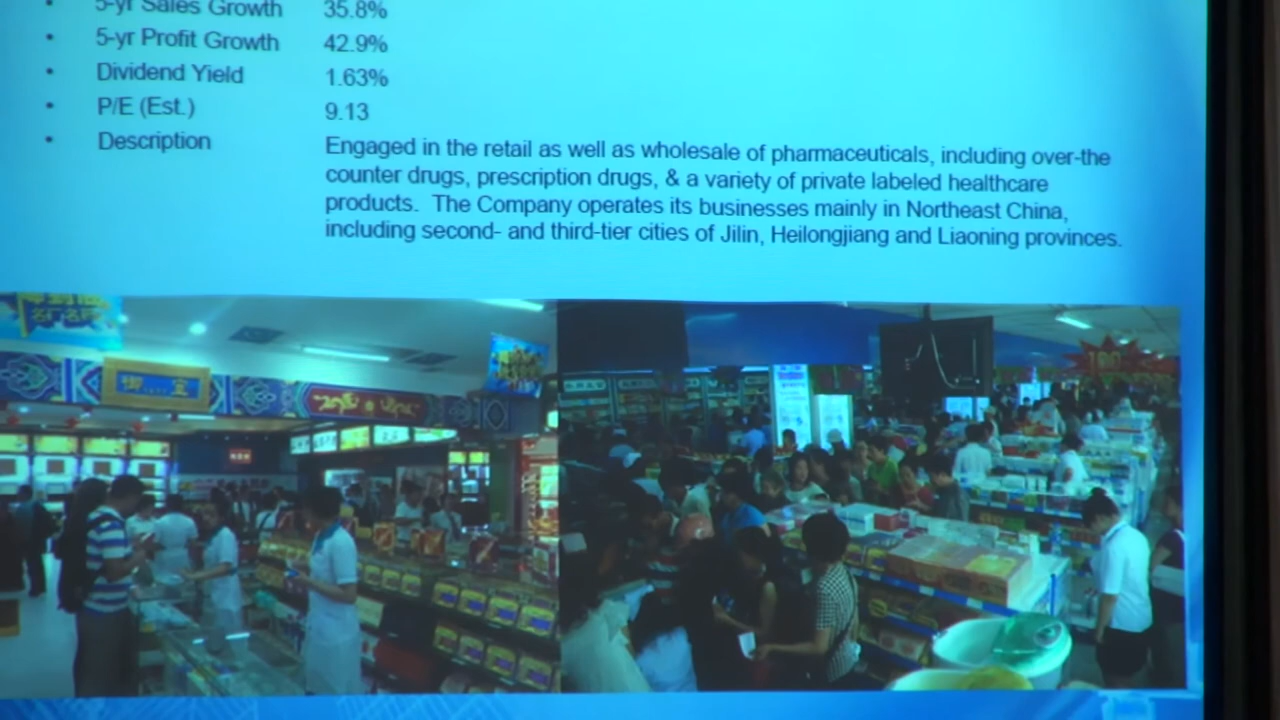 • 5-yr Sales Growth 35.8%
• 5-yr Profit Growth 42.9%
• Dividend Yield 1.63%
• P/E (Est.) 9.13
• Description Engaged in the retail as well as wholesale of pharmaceuticals, including over-the
counter drugs, prescription drugs, & a variety of private labeled healthcare
products. The Company operates its businesses mainly in Northeast China,
including second- and third-tier cities of Jilin, Heilongjiang and Liaoning provinces.